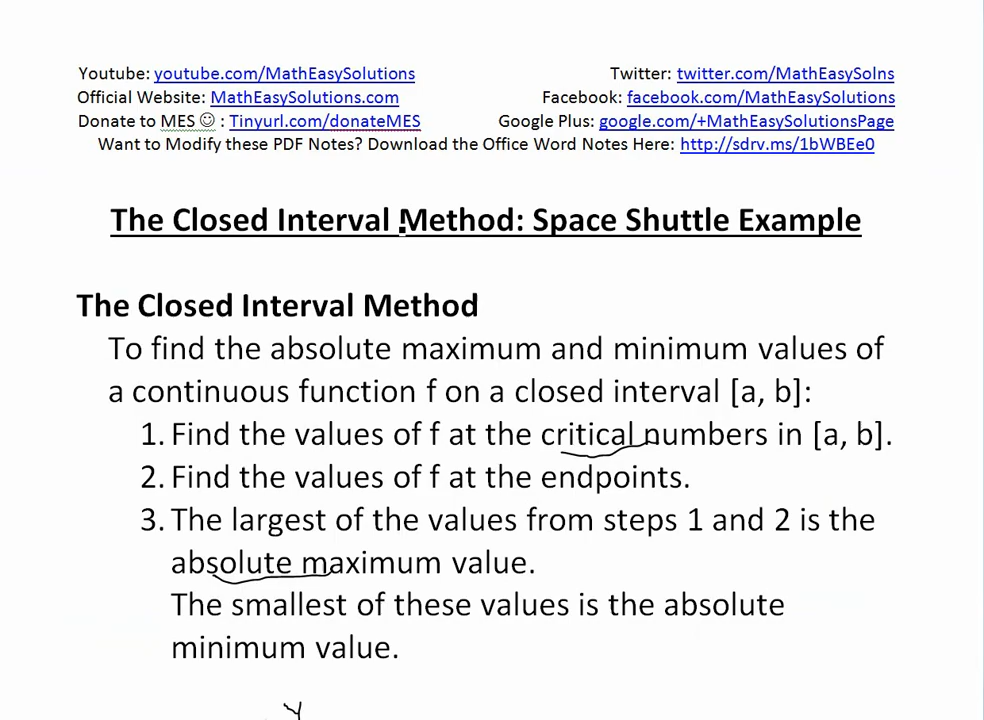 Youtube: youtube.com/MathEasySolutions Twitter: twitter.com/MathEasySolns
Official Website: MathEasySolutions.com Facebook: facebook.com/MathEasySolutions
Donate to MES ☺ : Tinyurl.com/donateMES Google Plus: google.com/+MathEasySolutionsPage
Want to Modify these PDF Notes? Download the Office Word Notes Here: http://sdrv.ms/1bWBEe0
The Closed Interval Method: Space Shuttle Example
The Closed Interval Method
To find the absolute maximum and minimum values of
a continuous function f on a closed interval [a, b]:
1. Find the values of f at the critical numbers in [a, b].
2. Find the values of f at the endpoints.
3. The largest of the values from steps 1 and 2 is the
absolute maximum value.
The smallest of these values is the absolute
minimum value.
y